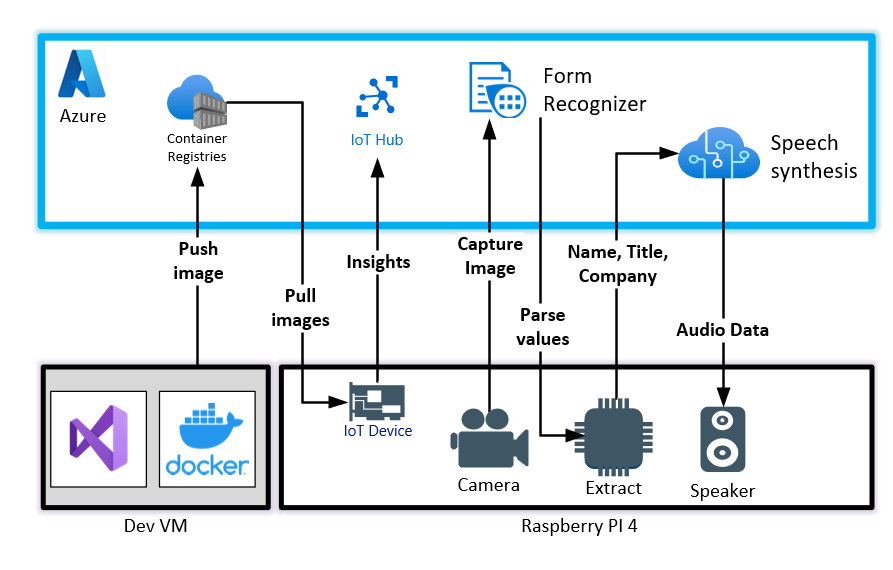 Azure
Container
Registries
IoT Hub
Form
Recognizer
Speech
synthesis
Push
image
Pull
images
Insights
Capture
Image
Parse
values
Name, Title,
Company
Audio Data
docker
IoT Device
Camera
Extract
Speaker
Dev VM
Raspberry PI 4